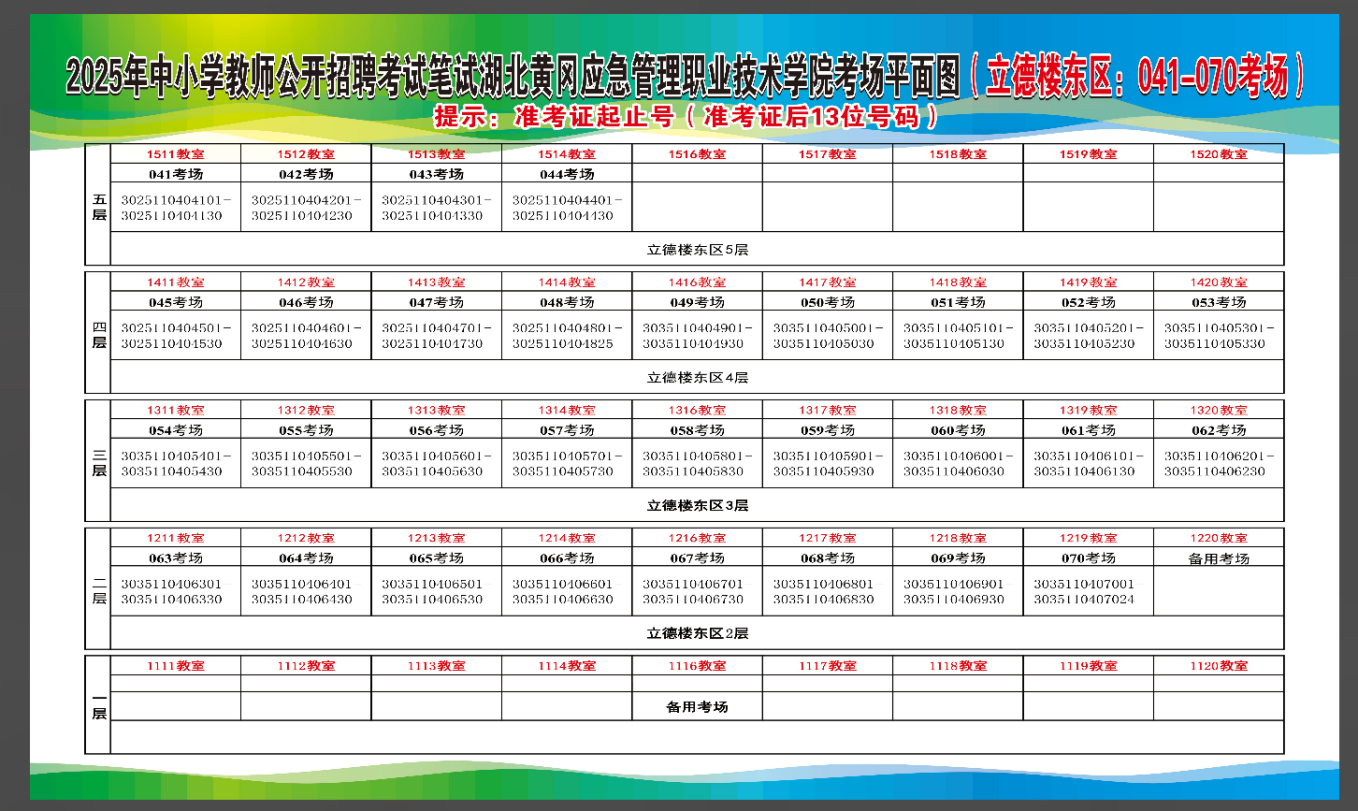 2025年中小学教师公开招聘考试笔试湖北黄冈应急管理职业技术学院考场平面图（立德楼东区：041-070考场）
提示：准考证起止号（准考证后13位号码）
五层
1511教室 1512教室 1513教室 1514教室 1516教室 1517教室 1518教室 1519教室 1520教室
041考场 042考场 043考场 044考场
3025110404101- 3025110404201- 3025110404301- 3025110404401-
3025110404130 3025110404230 3025110404330 3025110404430
立德楼东区5层
四层
1411教室 1412教室 1413教室 1414教室 1416教室 1417教室 1418教室 1419教室 1420教室
045考场 046考场 047考场 048考场 049考场 050考场 051考场 052考场 053考场
3025110404501- 3025110404601- 3025110404701- 3025110404801- 3035110404901- 3035110405001- 3035110405101- 3035110405201- 3035110405301-
3025110404530 3025110404630 3025110404730 3025110404825 3035110404930 3035110405030 3035110405130 3035110405230 3035110405330
立德楼东区4层
三层
1311教室 1312教室 1313教室 1314教室 1316教室 1317教室 1318教室 1319教室 1320教室
054考场 055考场 056考场 057考场 058考场 059考场 060考场 061考场 062考场
3035110405401- 3035110405501- 3035110405601- 3035110405701- 3035110405801- 3035110405901- 3035110406001- 3035110406101- 3035110406201-
3035110405430 3035110405530 3035110405630 3035110405730 3035110405830 3035110405930 3035110406030 3035110406130 3035110406230
立德楼东区3层
二层
1211教室 1212教室 1213教室 1214教室 1216教室 1217教室 1218教室 1219教室 1220教室
063考场 064考场 065考场 066考场 067考场 068考场 069考场 070考场 备用考场
3035110406301- 3035110406401- 3035110406501- 3035110406601- 3035110406701- 3035110406801- 3035110406901- 3035110407001-
3035110406330 3035110406430 3035110406530 3035110406630 3035110406730 3035110406830 3035110406930 3035110407024
立德楼东区2层
一层
1111教室 1112教室 1113教室 1114教室 1116教室 1117教室 1118教室 1119教室 1120教室
备用考场